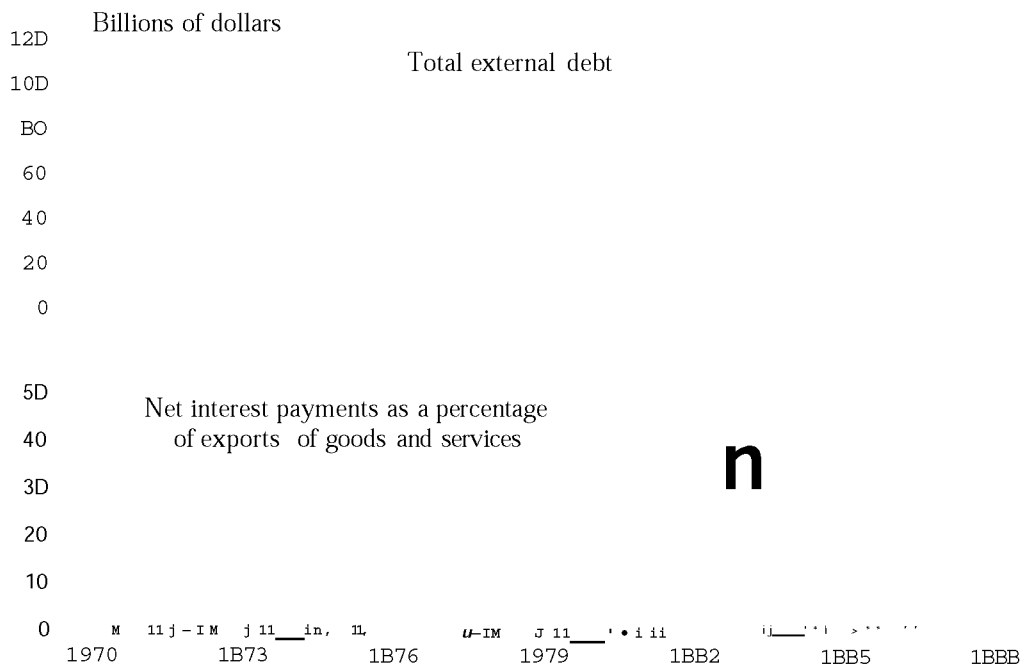 Billions of dollars
12D
Total external debt
10D
BO
60
40
20
0
5D
Net interest payments as a percentage
of exports of goods and services
40
n
3D
20
10
0
1970 1B73 1B76 1979 1BB2 1BB5 1BBB